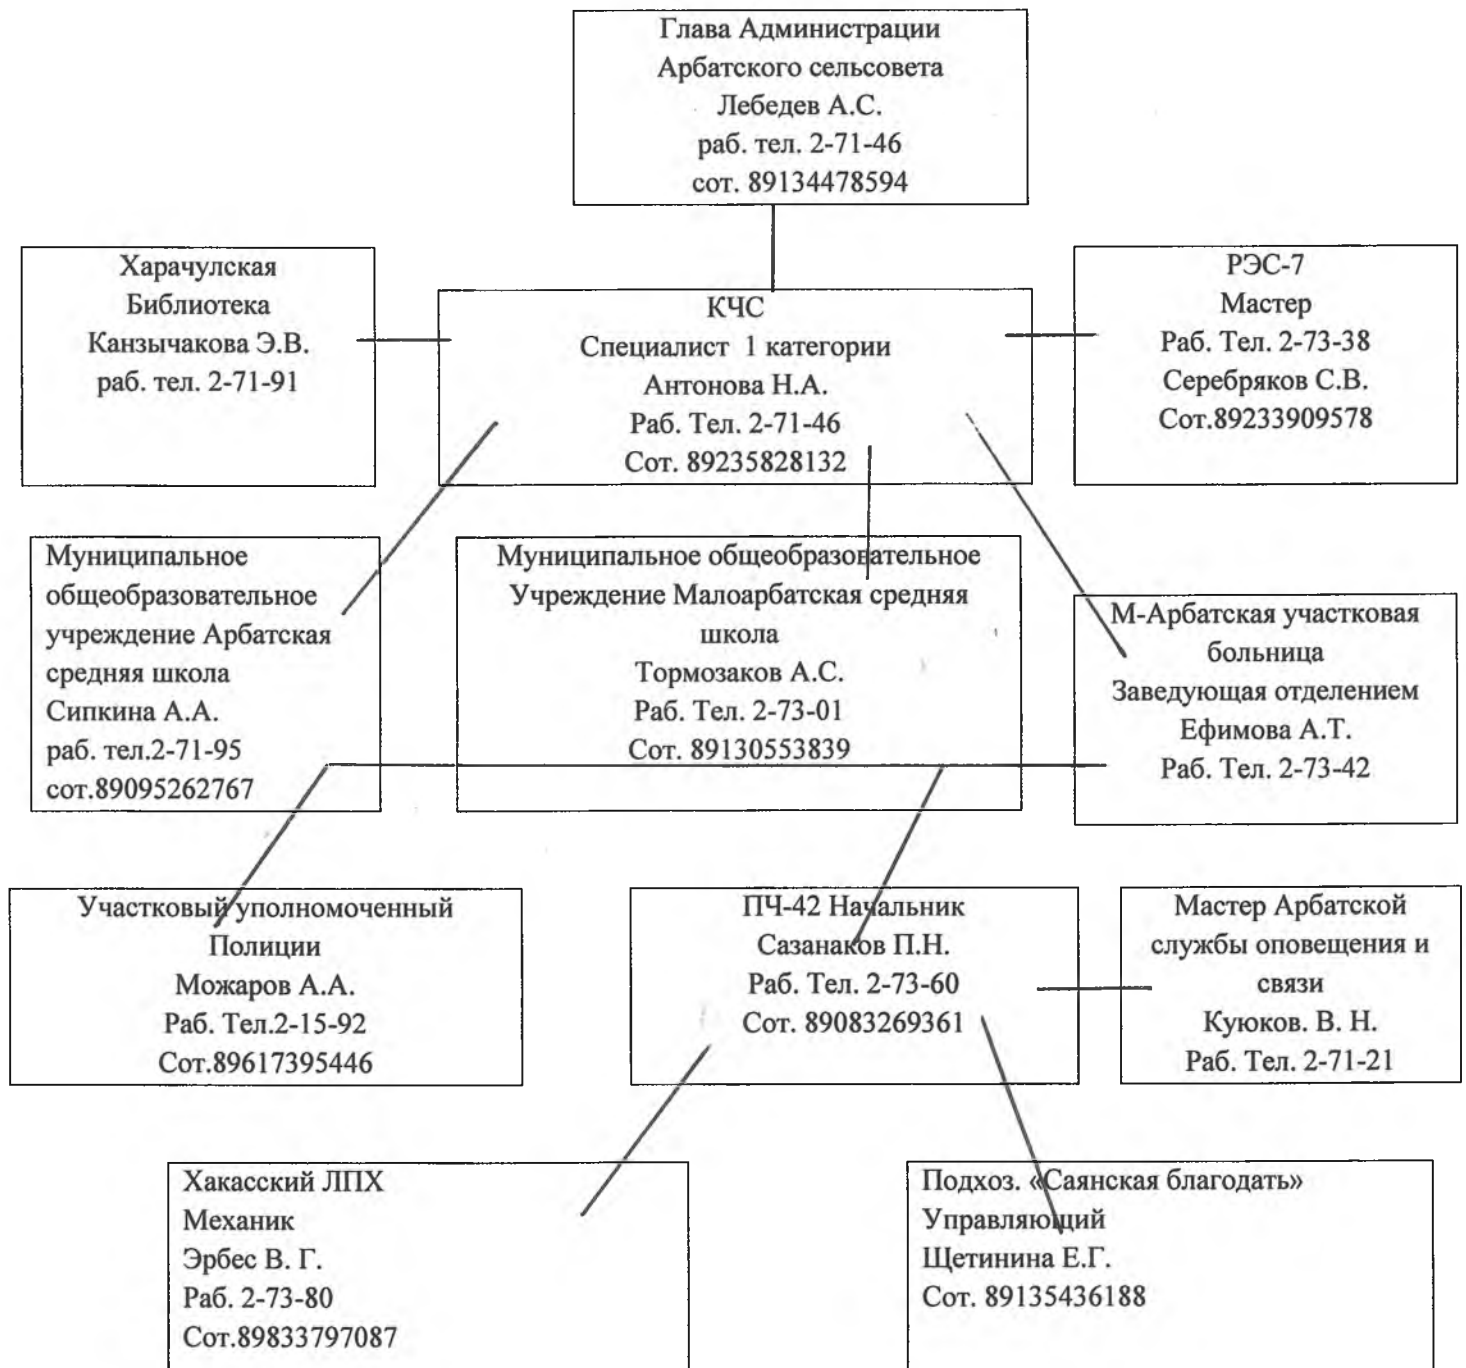 Глава Администрации
Арбатского сельсовета
Лебедев А.С.
раб. тел. 2-71-46
сот. 89134478594
Харачулская
Библиотека
Канзычакова Э.В.
раб. тел. 2-71-91
КЧС
Специалист 1 категории
Антонова Н.А.
Раб. Тел. 2-71-46
Сот. 89235828132
РЭС-7
Мастер
Раб. Тел. 2-73-38
Серебряков С.В.
Сот.89233909578
Муниципальное
общеобразовательное
учреждение Арбатская
средняя школа
Сипкина А.А.
раб. тел.2-71-95
сот.89095262767
Муниципальное общеобразовательное
Учреждение Малоарбатская средняя
школа
Тормозаков А.С.
Раб. Тел. 2-73-01
Сот. 89130553839
М-Арбатская участковая
больница
Заведующая отделением
Ефимова А.Т.
Раб. Тел. 2-73-42
Участковый уполномоченный
Полиции
Можаров А.А.
Раб. Тел.2-15-92
Сот.89617395446
ПЧ-42 Начальник
Сазанаков П.Н.
Раб. Тел. 2-73-60
Сот. 89083269361
Мастер Арбатской
службы оповещения и
связи
Куюков. В. Н.
Раб. Тел. 2-71-21
Хакасский ЛПХ
Механик
Эрбес В. Г.
Раб. 2-73-80
Сот.89833797087
Подхоз. «Саянская благодать»
Управляющий
Щетинина Е.Г.
Сот. 89135436188